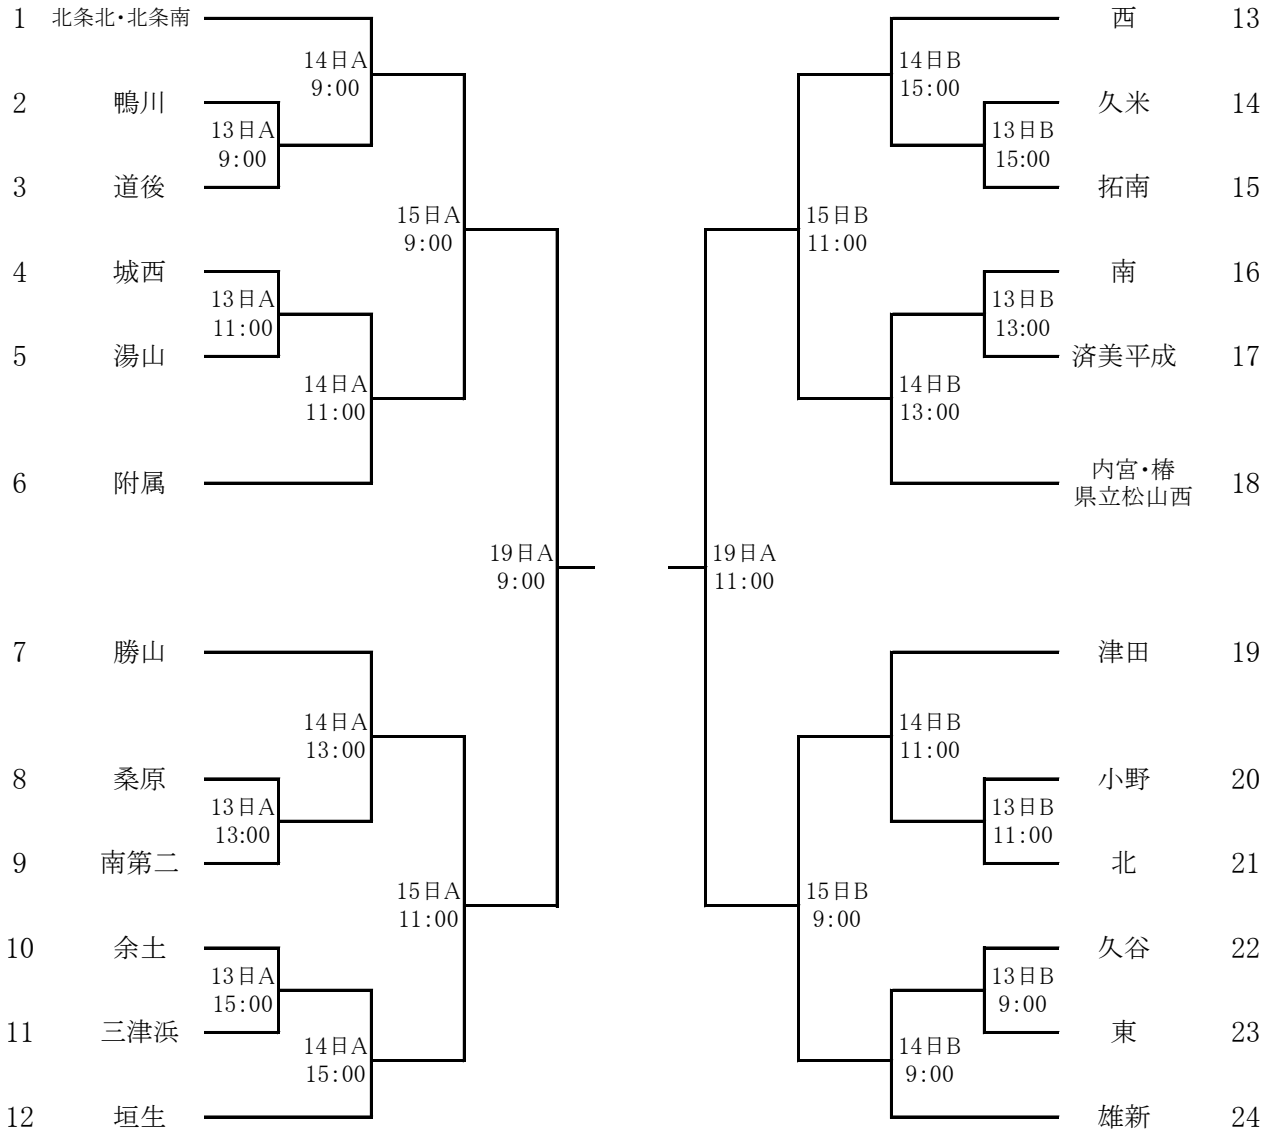 1 北条北・北条南
14日A
9:00
2 鴨川
13日A
9:00
3 道後
15日A
9:00
4 城西
13日A
11:00
5 湯山
14日A
11:00
6 附属
19日A
9:00
7 勝山
14日A
13:00
8 桑原
13日A
13:00
9 南第二
15日A
11:00
10 余土
13日A
15:00
11 三津浜
14日A
15:00
12 垣生
西 13
14日B
15:00
久米 14
13日B
15:00
拓南 15
15日B
11:00
南 16
13日B
13:00
済美平成 17
14日B
13:00
内宮・椿
県立松山西 18
19日A
11:00
津田 19
14日B
11:00
小野 20
13日B
11:00
北 21
15日B
9:00
久谷 22
13日B
9:00
東 23
14日B
9:00
雄新 24